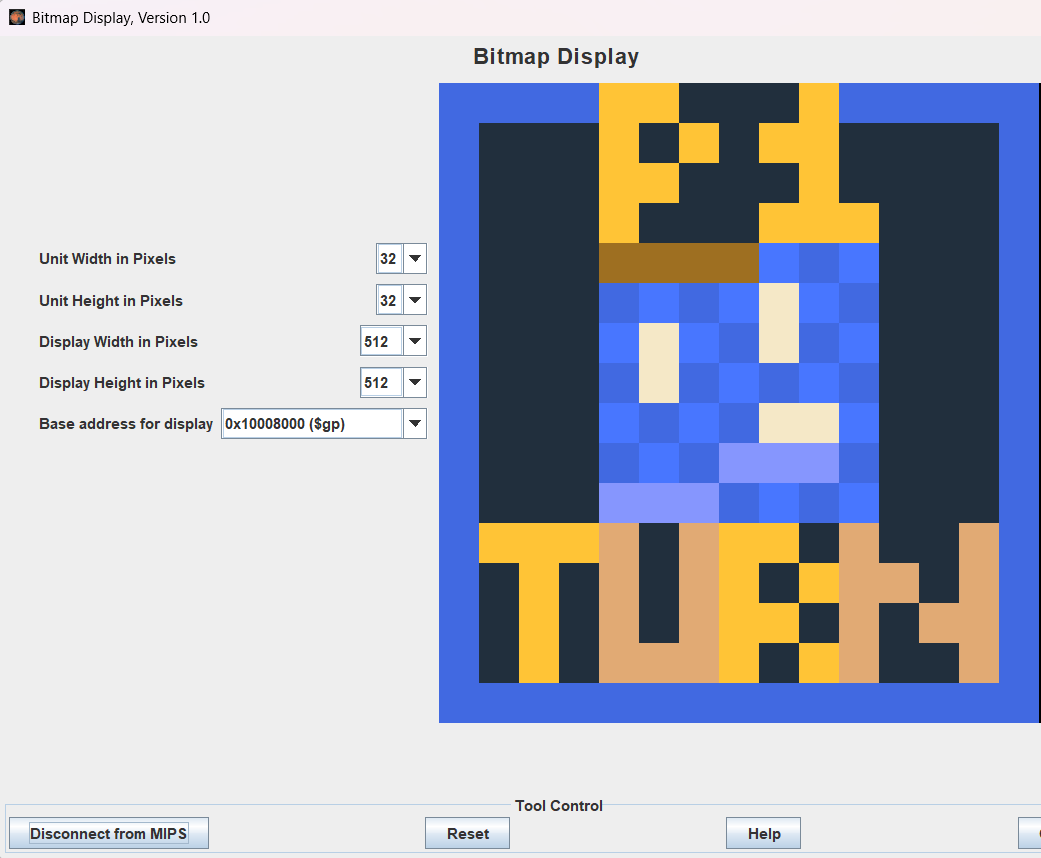 Bitmap Display, Version 1.0
Bitmap Display
P1
Unit Width in Pixels 32
Unit Height in Pixels 32
Display Width in Pixels 512
Display Height in Pixels 512
Base address for display 0x10008000 ($gp)
TURN
Tool Control
Disconnect from MIPS Reset Help